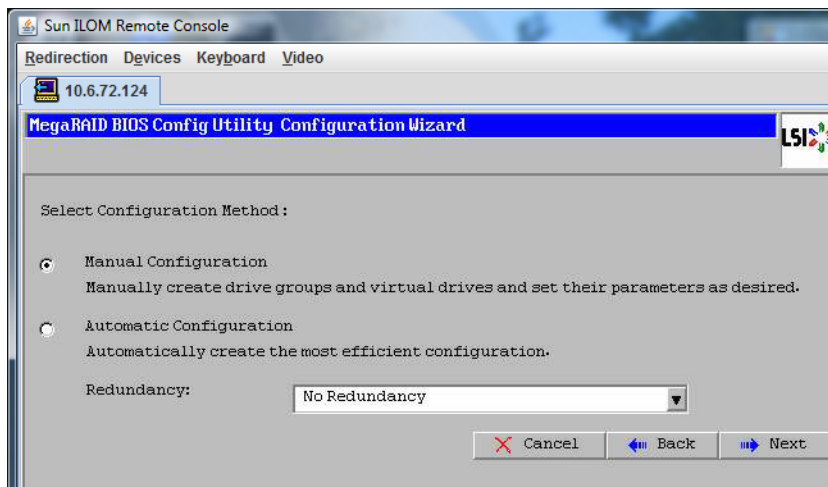 Sun ILOM Remote Console
Redirection Devices Keyboard Video
10.6.72.124
MegaRAID BIOS Config Utility Configuration Wizard
LSI
Select Configuration Method:
Manual Configuration
Manually create drive groups and virtual drives and set their parameters as desired.
Automatic Configuration
Automatically create the most efficient configuration.
Redundancy: No Redundancy
Cancel Back Next